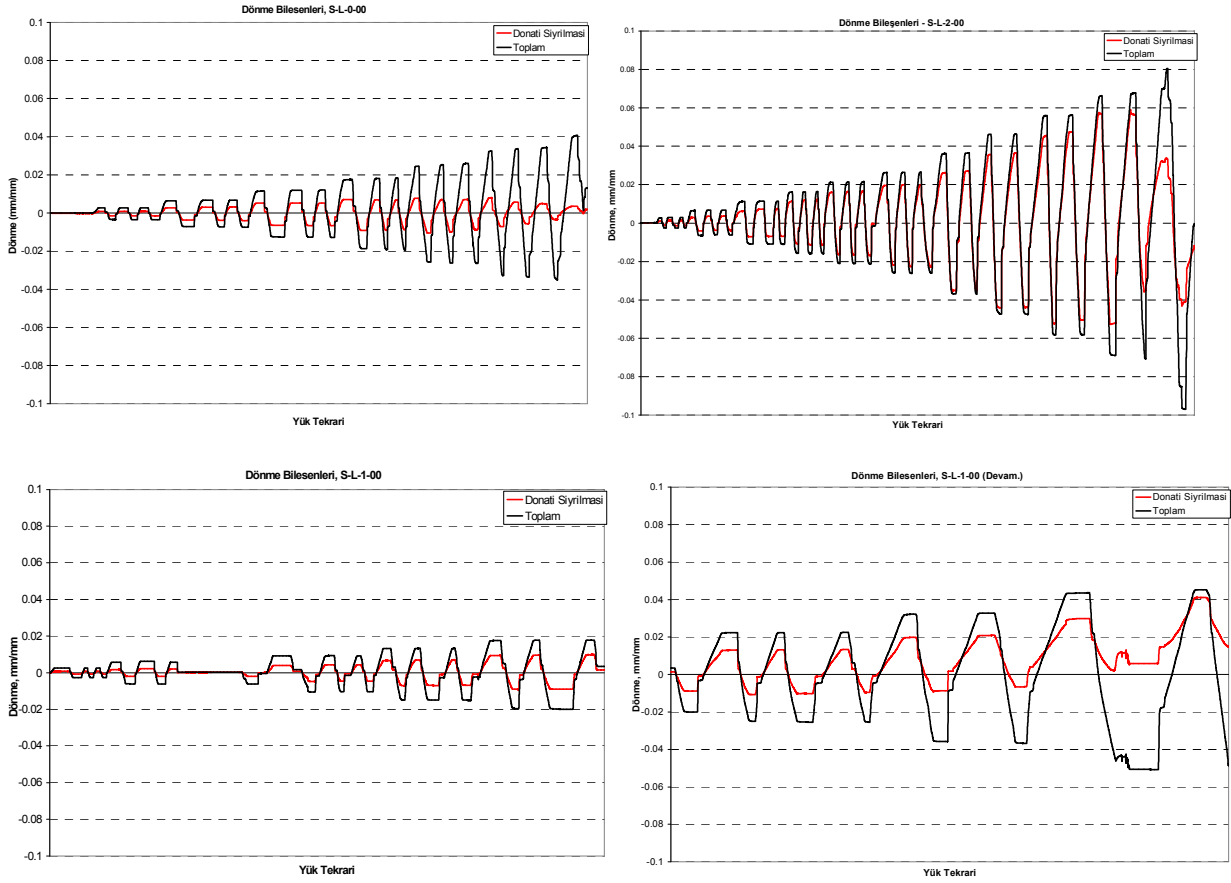 Dönme Bilesenleri, S-L-0-00
0.1
0.08
0.06
0.04
0.02
0
-0.02
-0.04
-0.06
-0.08
-0.1
Dönme (mm/mm)
Donati Siyrilmasi
Toplam
Yük Tekrari
Dönme Bileşenleri - S-L-2-00
0.1
0.08
0.06
0.04
0.02
0
-0.02
-0.04
-0.06
-0.08
-0.1
Dönme, mm/mm
Donati Siyrilmasi
Toplam
Yük Tekrari
Dönme Bilesenleri, S-L-1-00
0.1
0.08
0.06
0.04
0.02
0
-0.02
-0.04
-0.06
-0.08
-0.1
Dönme, mm/mm
Donati Siyrilmasi
Toplam
Yük Tekrari
Dönme Bilesenleri, S-L-1-00 (Devam.)
0.1
0.08
0.06
0.04
0.02
0
-0.02
-0.04
-0.06
-0.08
-0.1
Dönme, mm/mm
Donati Siyrilmasi
Toplam
Yük Tekrari